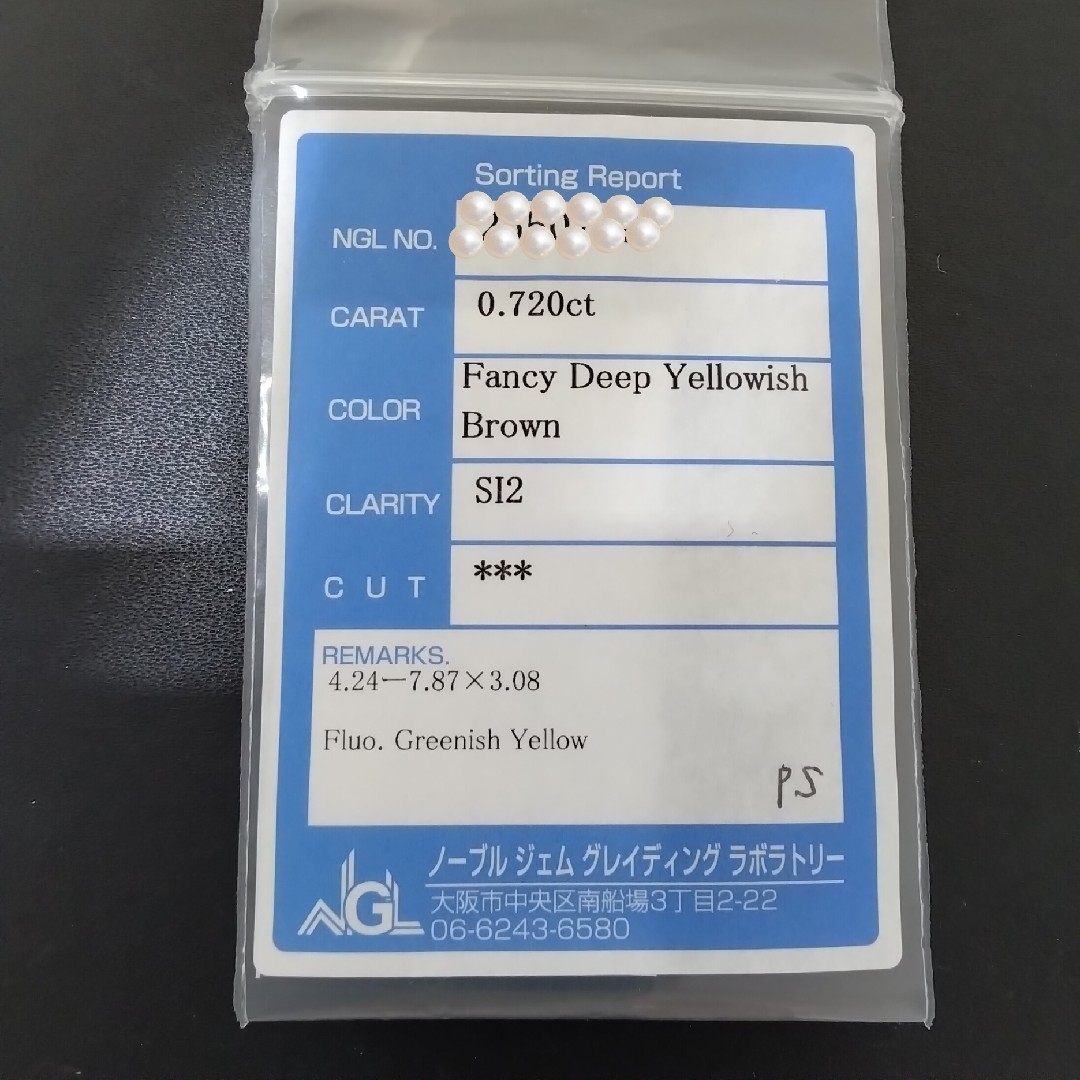 Sorting Report
NGL NO.
CARAT 0.720ct
COLOR Fancy Deep Yellowish
Brown
CLARITY SI2
CUT ***
REMARKS.
4.24—7.87×3.08
Fluo. Greenish Yellow
PS
NGL
ノーブル ジェム グレイディング ラボラトリー
大阪市中央区南船場3丁目2-22
06-6243-6580